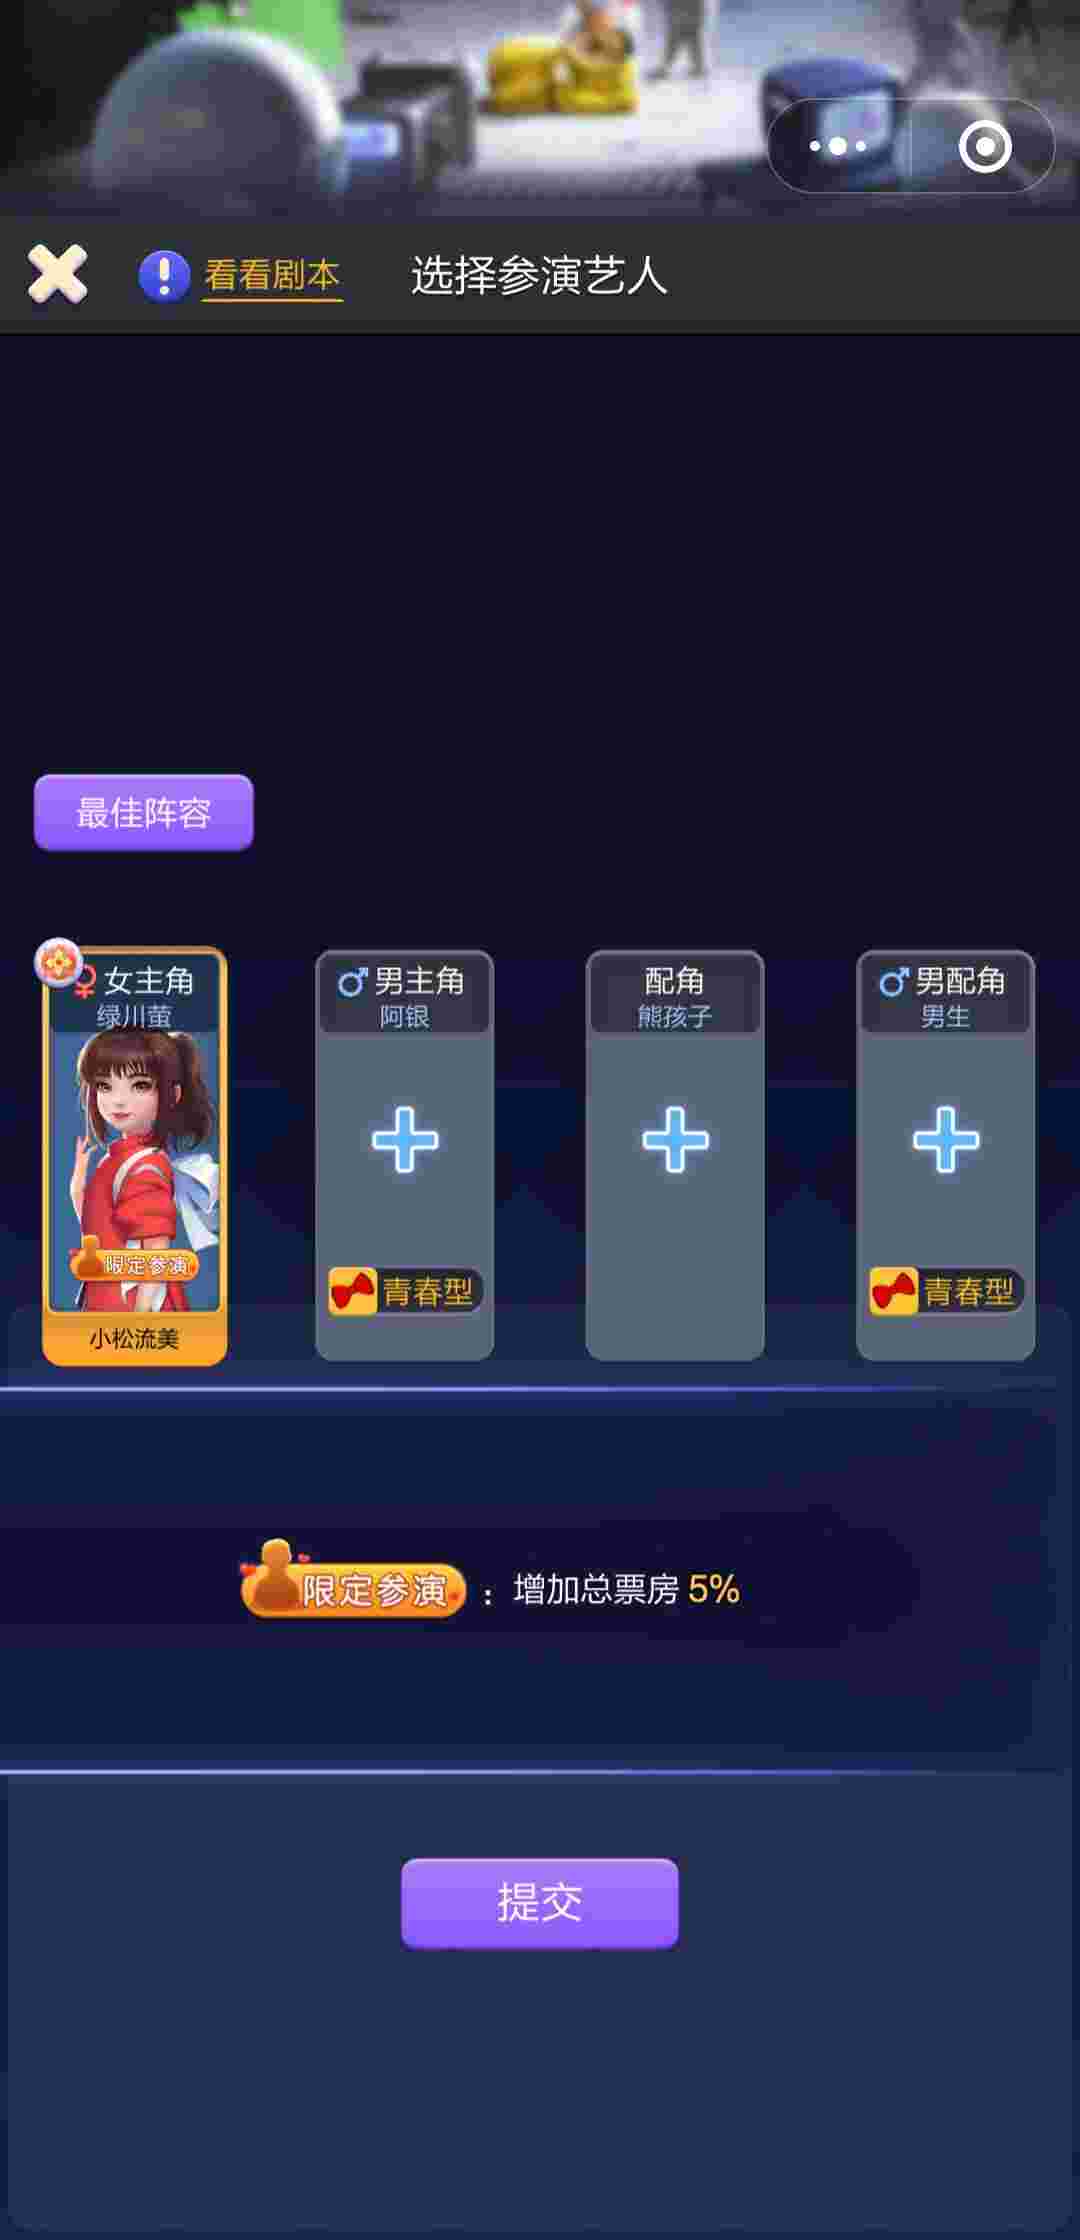 看看剧本
选择参演艺人
最佳阵容
女主角
绿川萤
限定参演
小松流美
男主角
阿银
青春型
配角
熊孩子
男配角
男生
青春型
限定参演：增加总票房 5%
提交